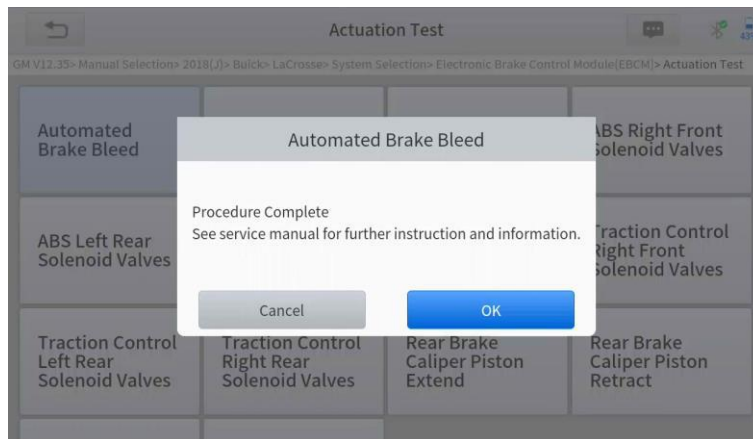 Actuation Test
43%
GM V12.35> Manual Selection> 2018(J)> Buick> LaCrosse> System Selection> Electronic Brake Control Module(EBCM)> Actuation Test
Automated
Brake Bleed
ABS Right Front
Solenoid Valves
Automated Brake Bleed
Procedure Complete
See service manual for further instruction and information.
Cancel
OK
ABS Left Rear
Solenoid Valves
Traction Control
Right Front
Solenoid Valves
Traction Control
Left Rear
Solenoid Valves
Traction Control
Right Rear
Solenoid Valves
Rear Brake
Caliper Piston
Extend
Rear Brake
Caliper Piston
Retract